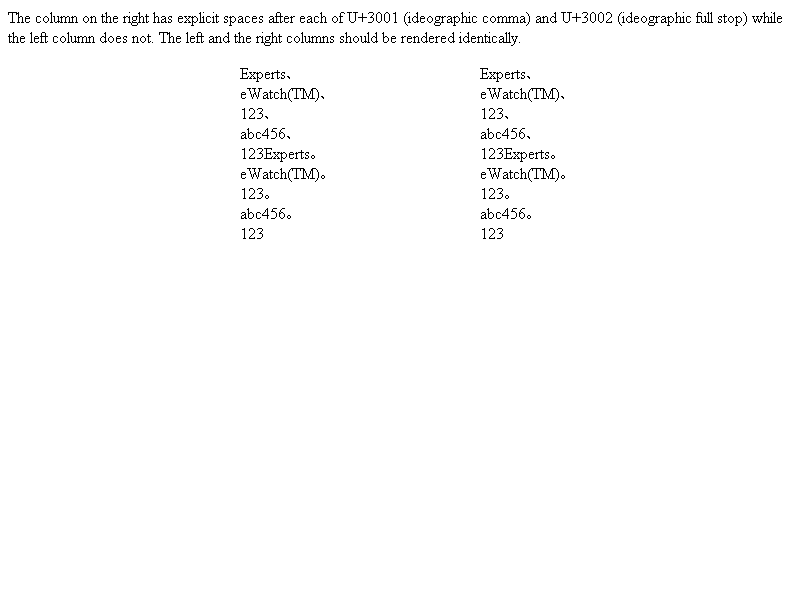 The column on the right has explicit spaces after each of U+3001 (ideographic comma) and U+3002 (ideographic full stop) while
the left column does not. The left and the right columns should be rendered identically.
Experts、
eWatch(TM)、
123、
abc456、
123Experts。
eWatch(TM)。
123。
abc456。
123
Experts、
eWatch(TM)、
123、
abc456、
123Experts。
eWatch(TM)。
123。
abc456。
123